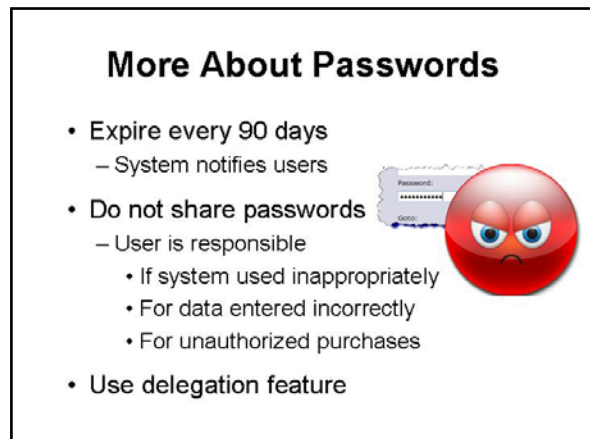 More About Passwords
• Expire every 90 days
– System notifies users
• Do not share passwords
– User is responsible
• If system used inappropriately
• For data entered incorrectly
• For unauthorized purchases
• Use delegation feature
Password:
•••••••••••
Goto: